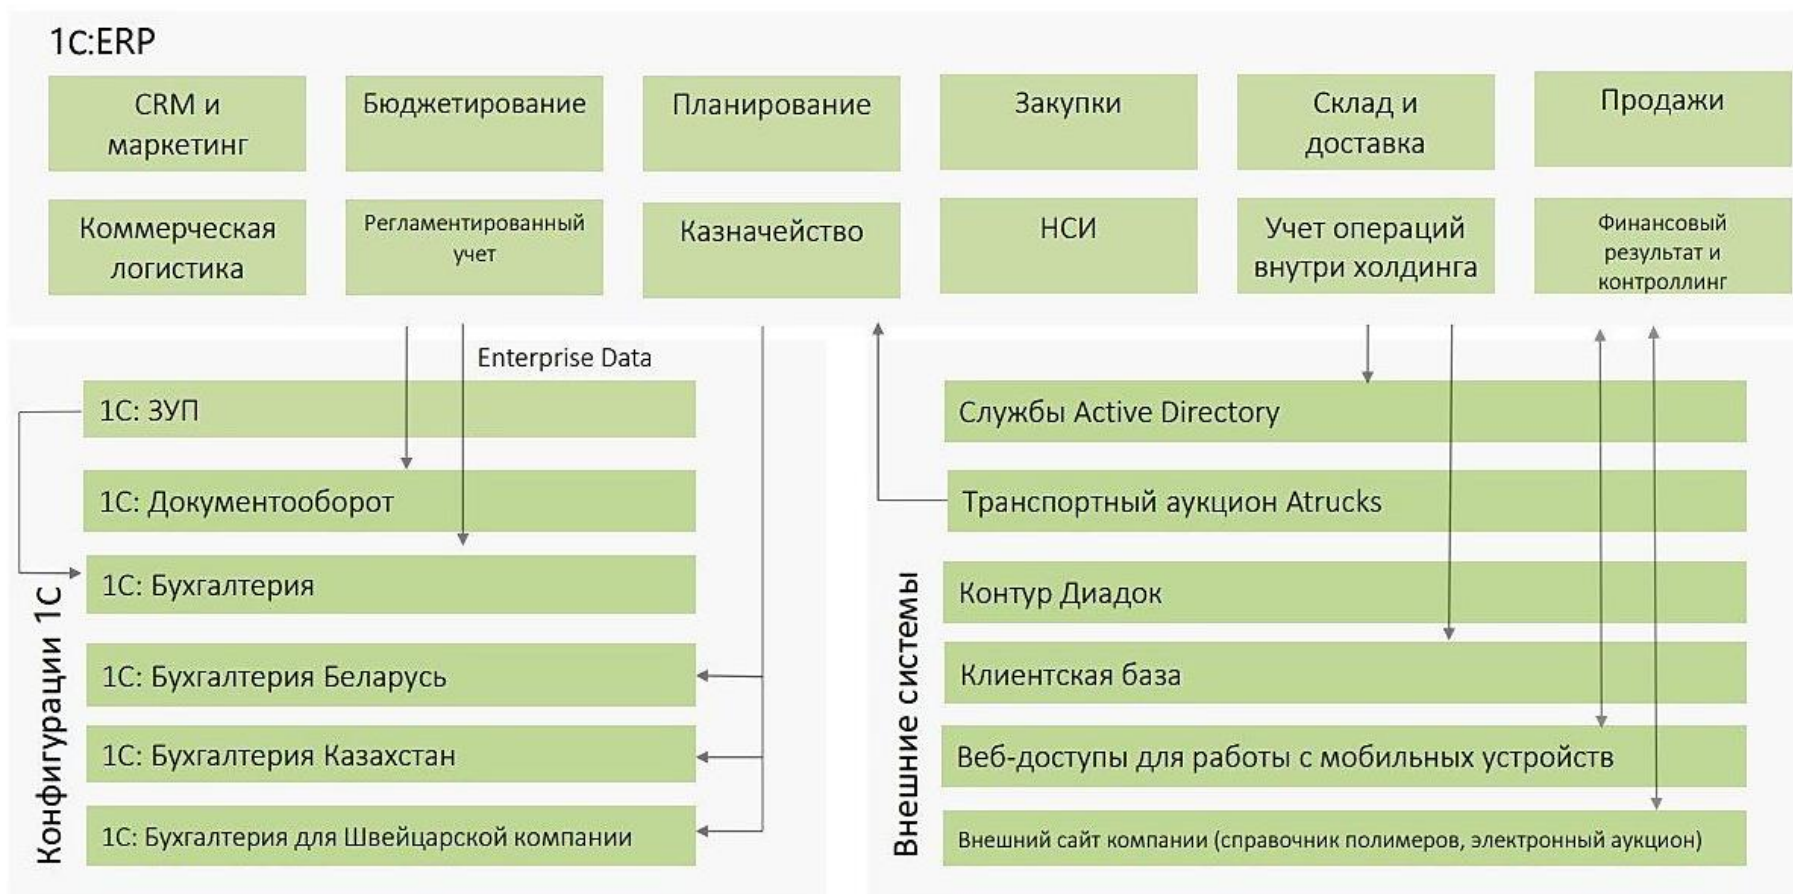 1С:ERP
CRM и
маркетинг
Бюджетирование
Планирование
Закупки
Склад и
доставка
Продажи
Коммерческая
логистика
Регламентированный
учет
Казначейство
НСИ
Учет операций
внутри холдинга
Финансовый
результат и
контроллинг
Enterprise Data
Конфигурации 1С
1С: ЗУП
1С: Документооборот
1С: Бухгалтерия
1С: Бухгалтерия Беларусь
1С: Бухгалтерия Казахстан
1С: Бухгалтерия для Швейцарской компании
Внешние системы
Службы Active Directory
Транспортный аукцион Atrucks
Контур Диадок
Клиентская база
Веб-доступы для работы с мобильных устройств
Внешний сайт компании (справочник полимеров, электронный аукцион)